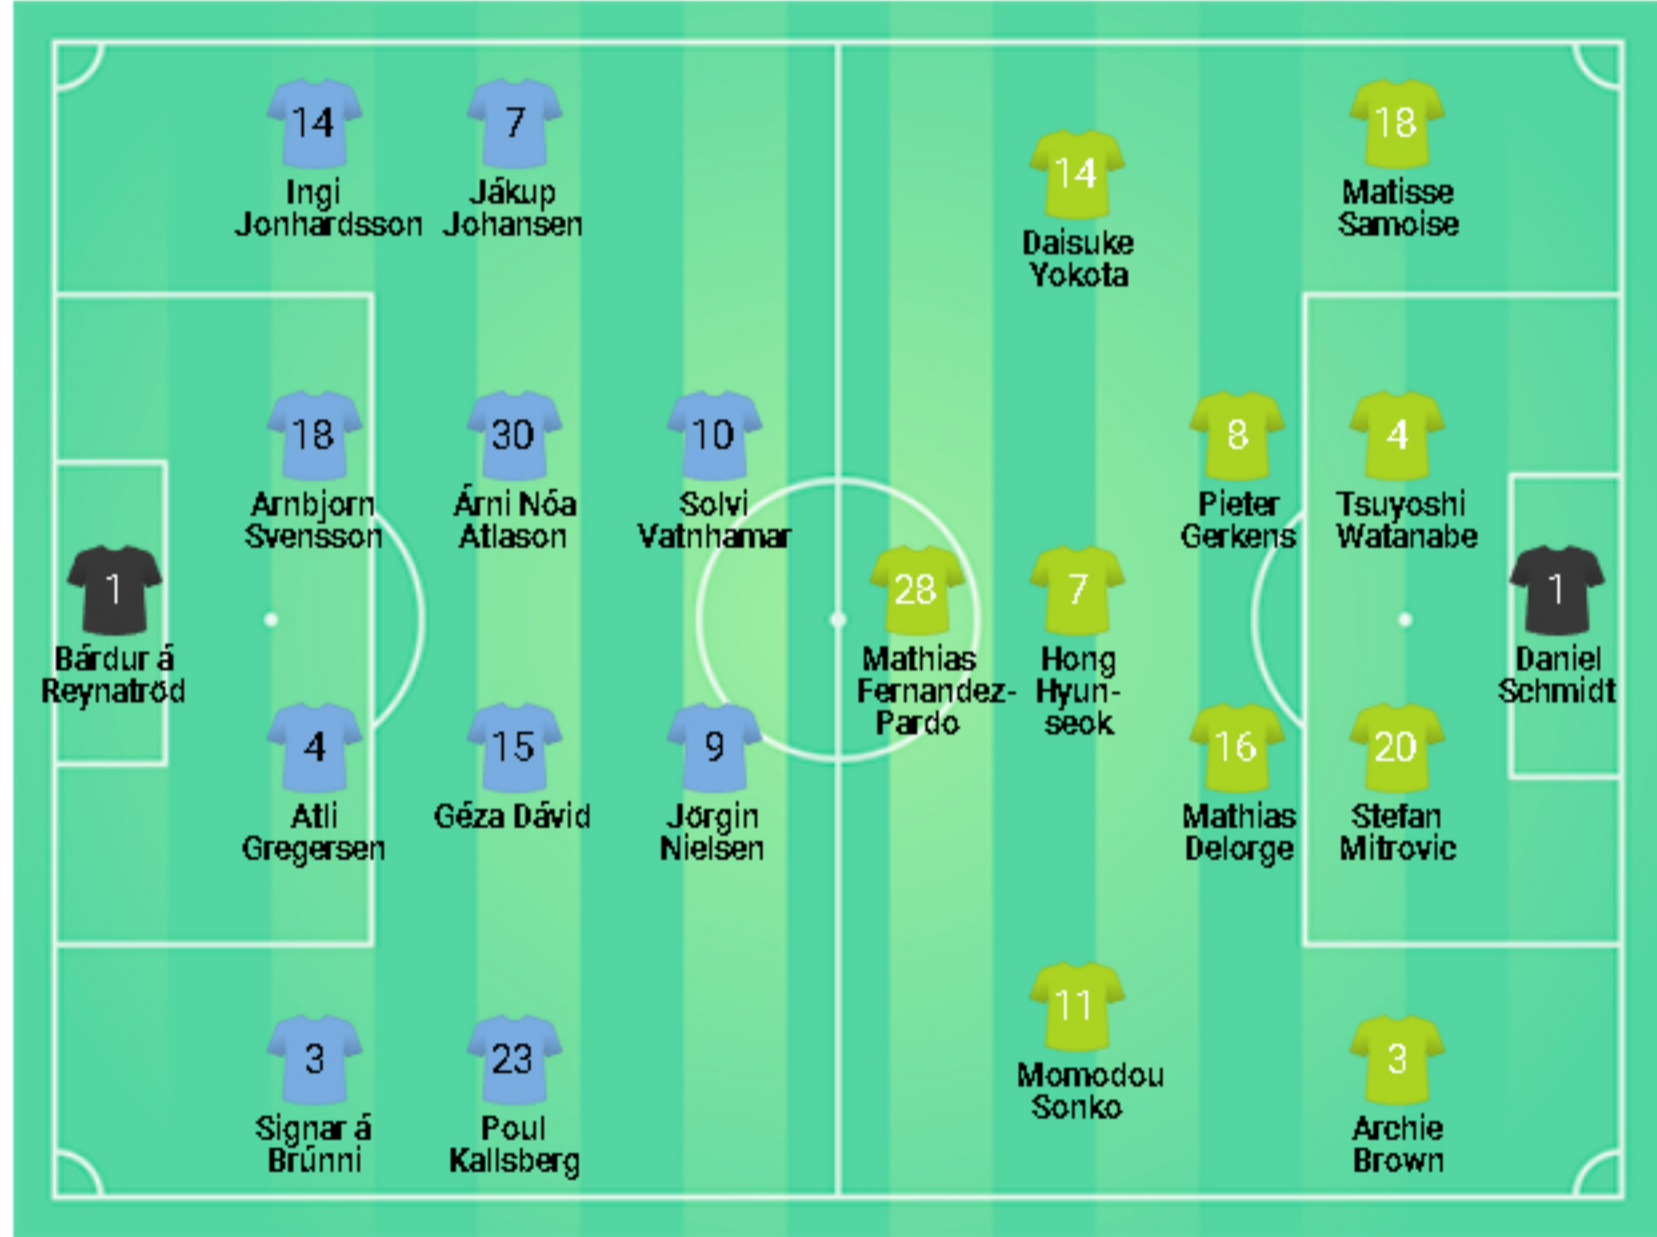 14
Ingi
Jonhardsson
7
Jákup
Johansen
14
Daisuke
Yokota
18
Matisse
Samoise
18
Arnbjorn
Svensson
30
Árni Nóa
Atlason
10
Solvi
Vatnhamar
8
Pieter
Gerkens
4
Tsuyoshi
Watanabe
1
Bárdur á
Reynatröd
28
Mathias
Fernandez-
Pardo
7
Hong
Hyun-
seok
1
Daniel
Schmidt
4
Atli
Gregersen
15
Géza Dávid
9
Jörgin
Nielsen
16
Mathias
Delorge
20
Stefan
Mitrovic
3
Signar á
Brúnni
23
Poul
Kallsberg
11
Momodou
Sonko
3
Archie
Brown